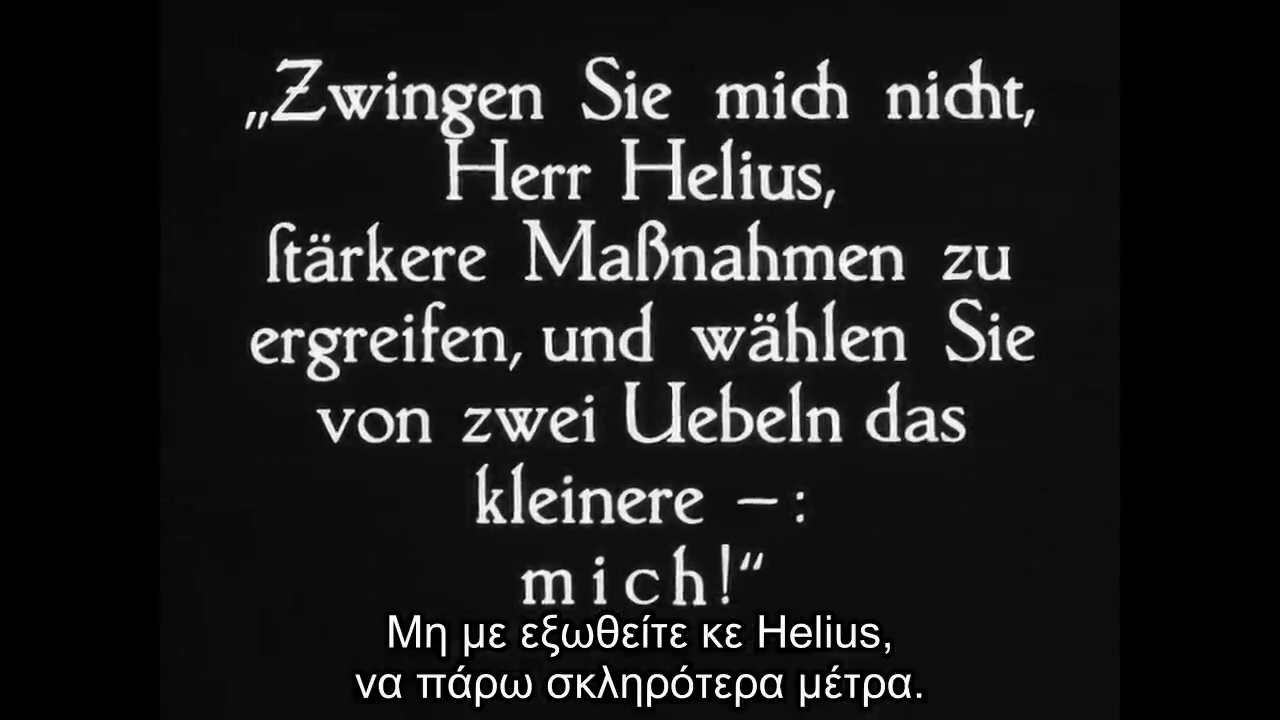 „Zwingen Sie mich nicht,
Herr Helius,
ſtärkere Maßnahmen zu
ergreifen, und wählen Sie
von zwei Uebeln das
kleinere – :
mich!“
Μη με εξωθείτε κε Helius,
να πάρω σκληρότερα μέτρα.